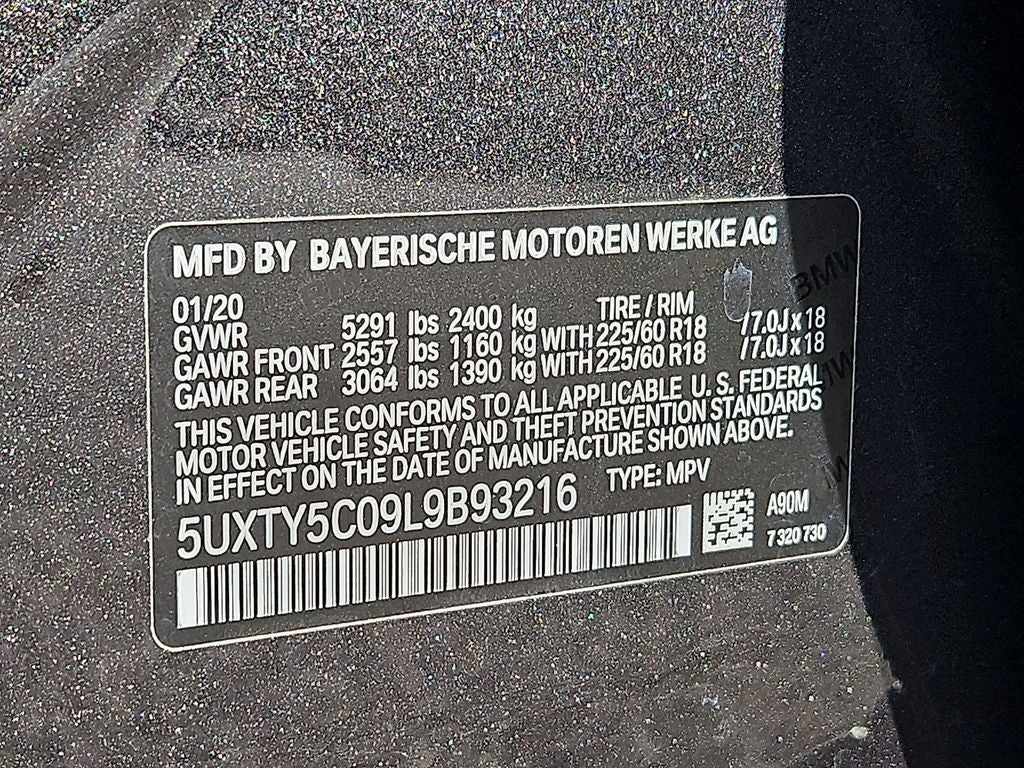 MFD BY BAYERISCHE MOTOREN WERKE AG
01/20 TIRE / RIM
GVWR 5291 lbs 2400 kg
GAWR FRONT 2557 lbs 1160 kg WITH 225/60 R18 /7.0J x 18
GAWR REAR 3064 lbs 1390 kg WITH 225/60 R18 /7.0J x 18
THIS VEHICLE CONFORMS TO ALL APPLICABLE U. S. FEDERAL
MOTOR VEHICLE SAFETY AND THEFT PREVENTION STANDARDS
IN EFFECT ON THE DATE OF MANUFACTURE SHOWN ABOVE.
5UXTY5C09L9B93216 TYPE: MPV
A90M
7 320 730
BMW